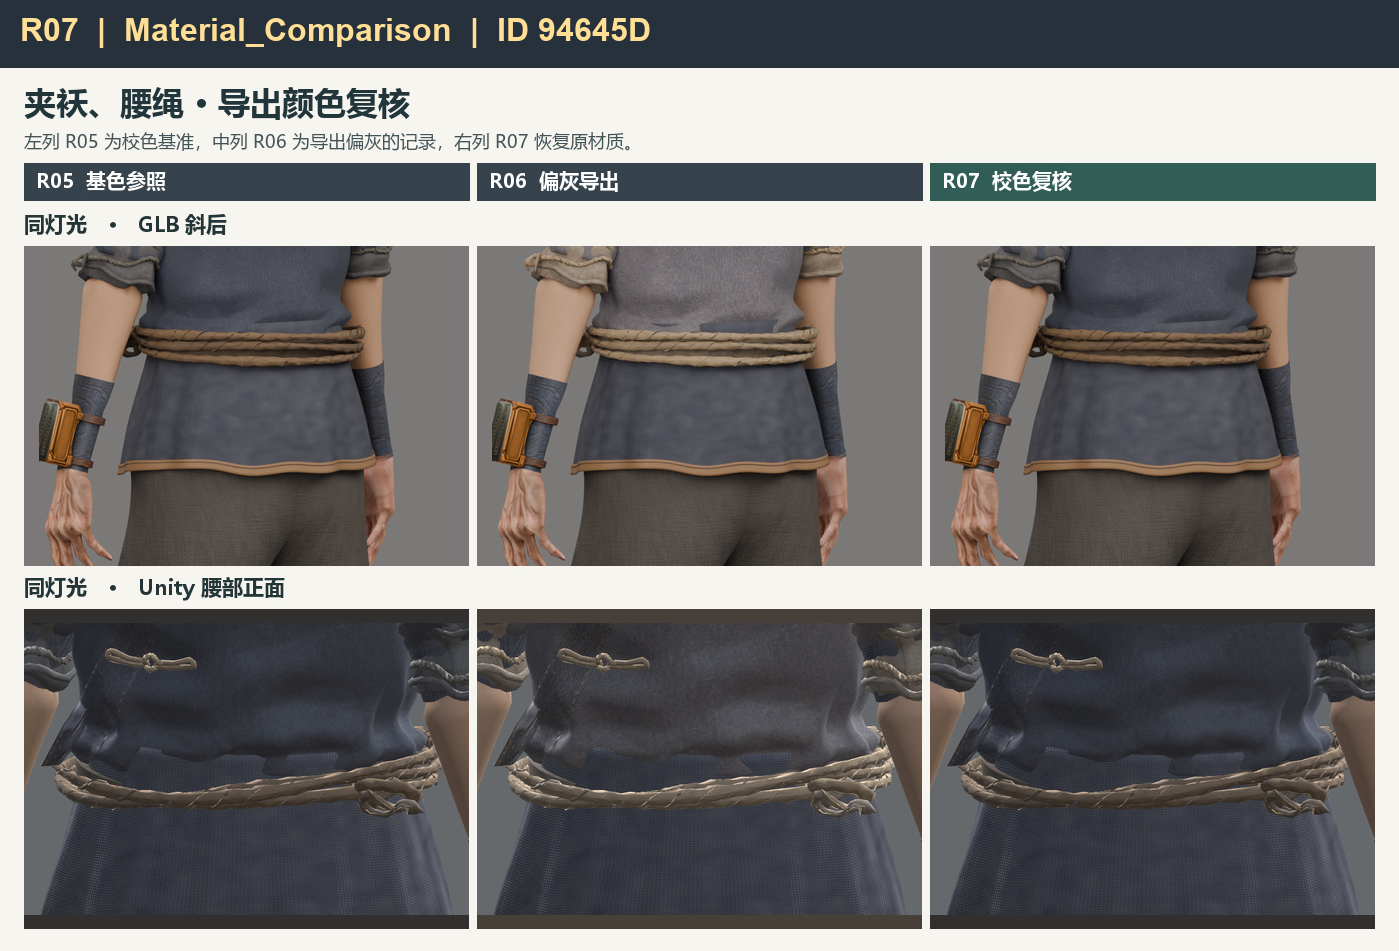 R07 | Material_Comparison | ID 94645D
夹袄、腰绳·导出颜色复核
左列 R05 为校色基准，中列 R06 为导出偏灰的记录，右列 R07 恢复原材质。
R05 基色参照
R06 偏灰导出
R07 校色复核
同灯光 · GLB 斜后
同灯光 · Unity 腰部正面